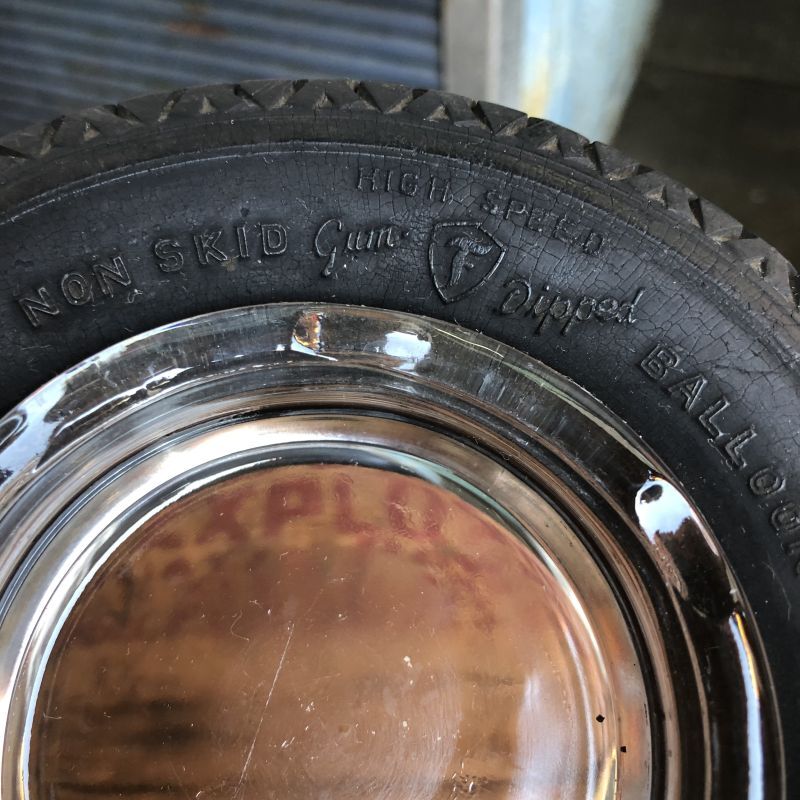 HIGH SPEED
NON SKID Gum F Dipped BALLOON